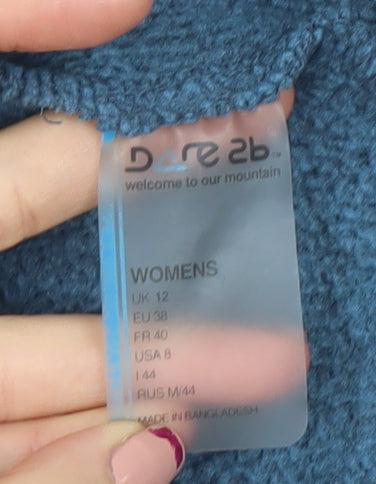 Dare 2b™
welcome to our mountain
WOMENS
UK 12
EU 38
FR 40
USA 8
I 44
RUS M/44
MADE IN BANGLADESH